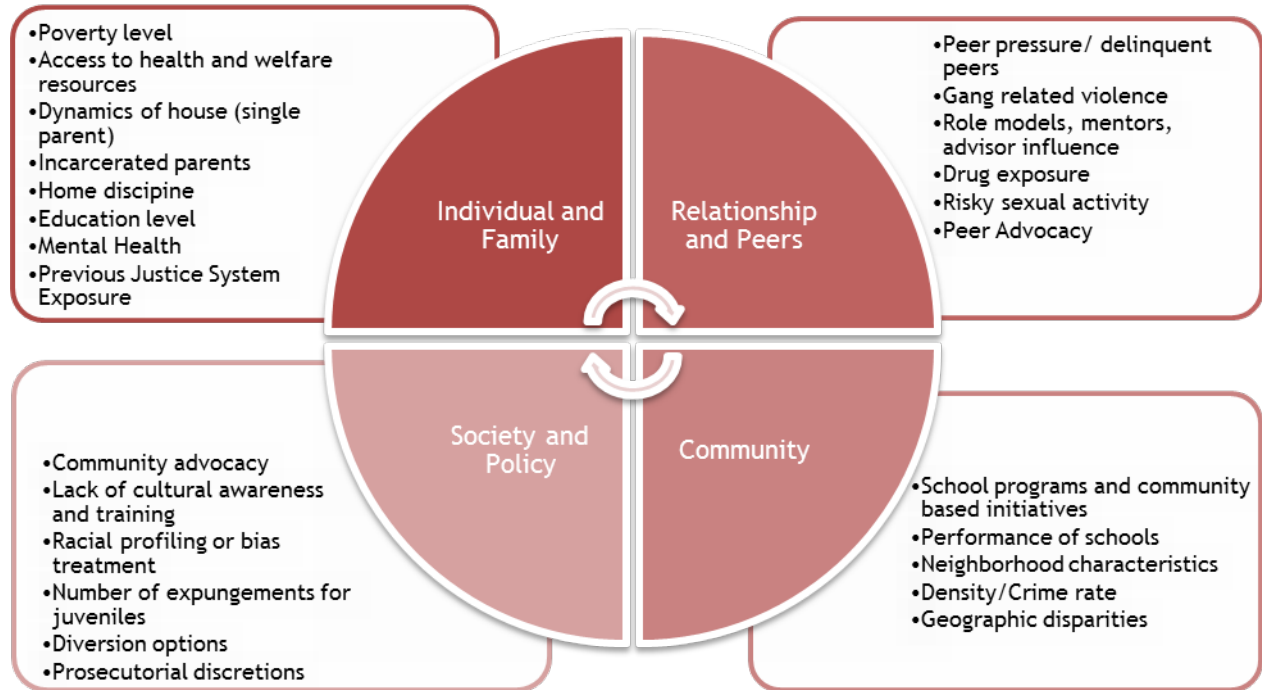 •Poverty level
•Access to health and welfare
resources
•Dynamics of house (single
parent)
•Incarcerated parents
•Home discipine
•Education level
•Mental Health
•Previous Justice System
Exposure
Individual and
Family
Relationship
and Peers
•Peer pressure/ delinquent
peers
•Gang related violence
•Role models, mentors,
advisor influence
•Drug exposure
•Risky sexual activity
•Peer Advocacy
•Community advocacy
•Lack of cultural awareness
and training
•Racial profiling or bias
treatment
•Number of expungements for
juveniles
•Diversion options
•Prosecutorial discretions
Society and
Policy
Community
•School programs and community
based initiatives
•Performance of schools
•Neighborhood characteristics
•Density/Crime rate
•Geographic disparities